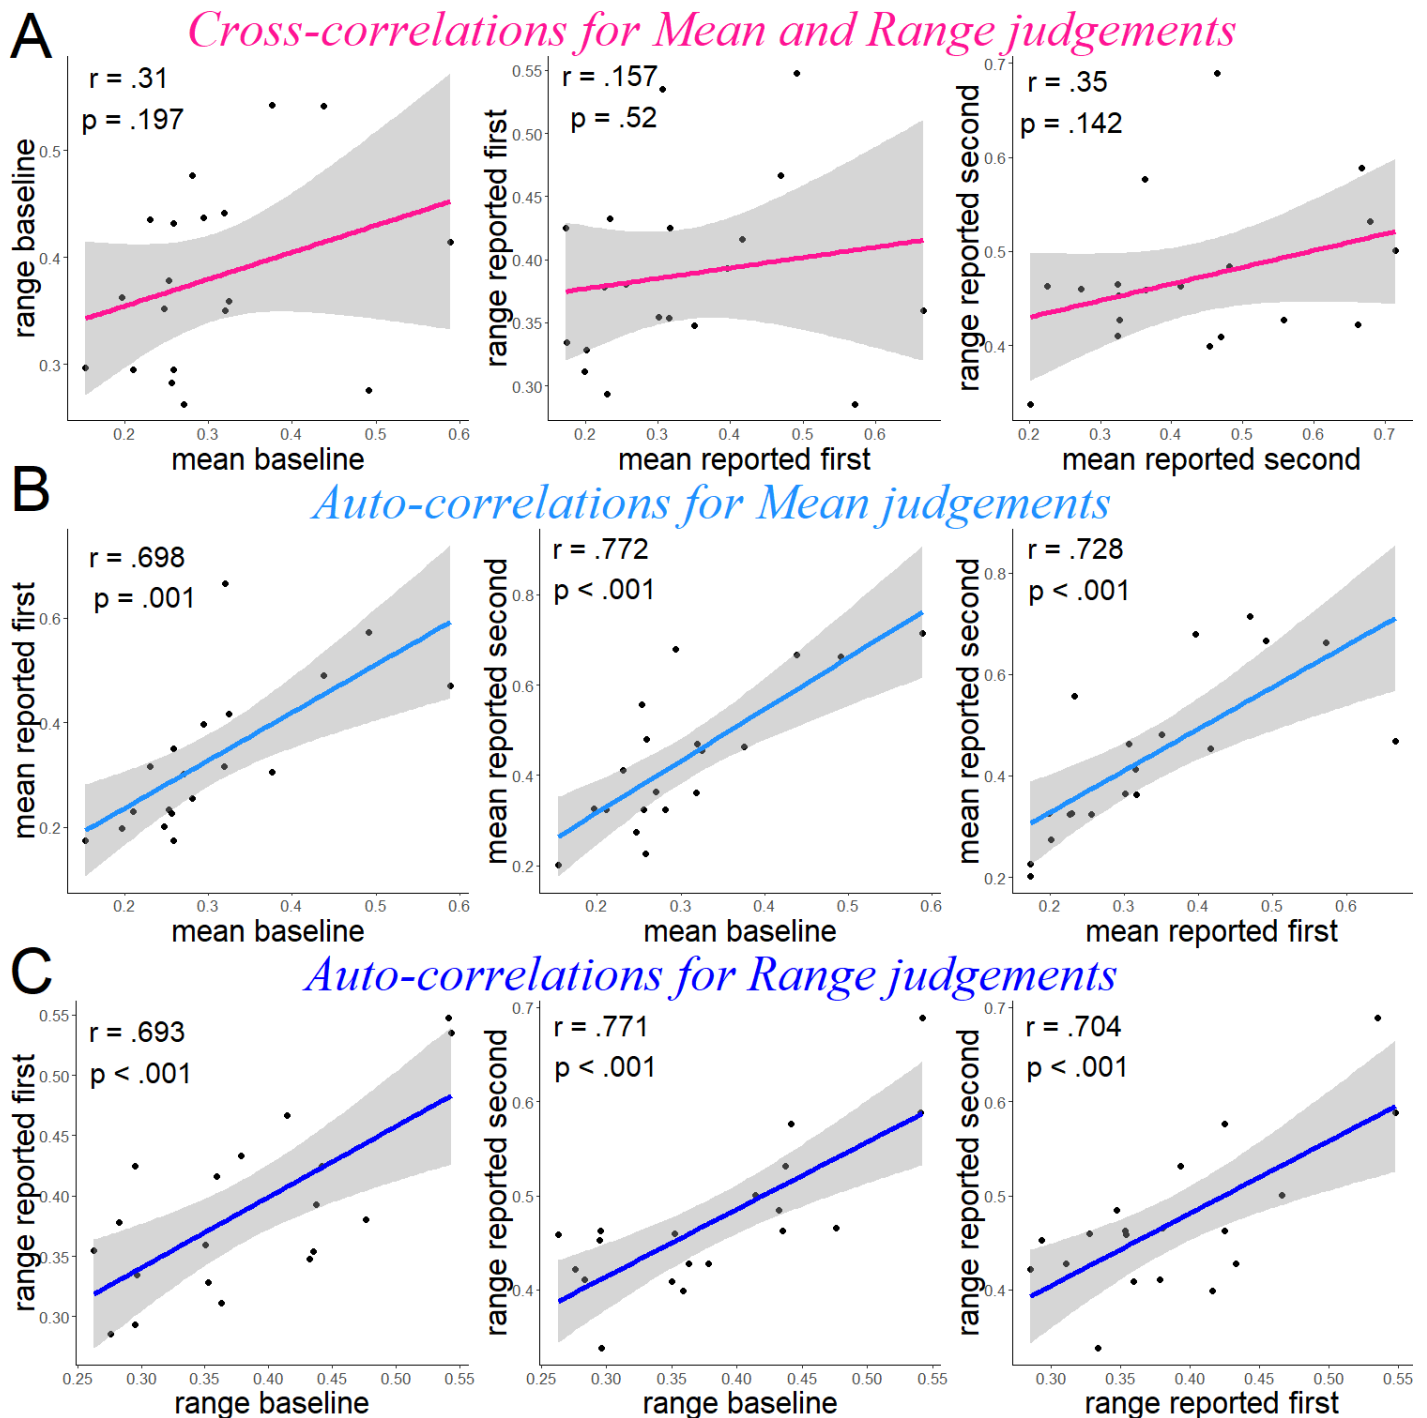 A
Cross-correlations for Mean and Range judgements
r = .31
p = .197
range baseline
0.5
0.4
0.3
0.2 0.3 0.4 0.5 0.6
mean baseline
r = .157
p = .52
range reported first
0.55
0.50
0.45
0.40
0.35
0.30
0.2 0.3 0.4 0.5 0.6
mean reported first
r = .35
p = .142
range reported second
0.7
0.6
0.5
0.4
0.2 0.3 0.4 0.5 0.6 0.7
mean reported second
B
Auto-correlations for Mean judgements
r = .698
p = .001
mean reported first
0.6
0.4
0.2
0.2 0.3 0.4 0.5 0.6
mean baseline
r = .772
p < .001
mean reported second
0.8
0.6
0.4
0.2
0.2 0.3 0.4 0.5 0.6
mean baseline
r = .728
p < .001
mean reported second
0.8
0.6
0.4
0.2
0.2 0.3 0.4 0.5 0.6
mean reported first
C
Auto-correlations for Range judgements
r = .693
p < .001
range reported first
0.55
0.50
0.45
0.40
0.35
0.30
0.25 0.30 0.35 0.40 0.45 0.50 0.55
range baseline
r = .771
p < .001
range reported second
0.7
0.6
0.5
0.4
0.25 0.30 0.35 0.40 0.45 0.50 0.55
range baseline
r = .704
p < .001
range reported second
0.7
0.6
0.5
0.4
0.30 0.35 0.40 0.45 0.50 0.55
range reported first